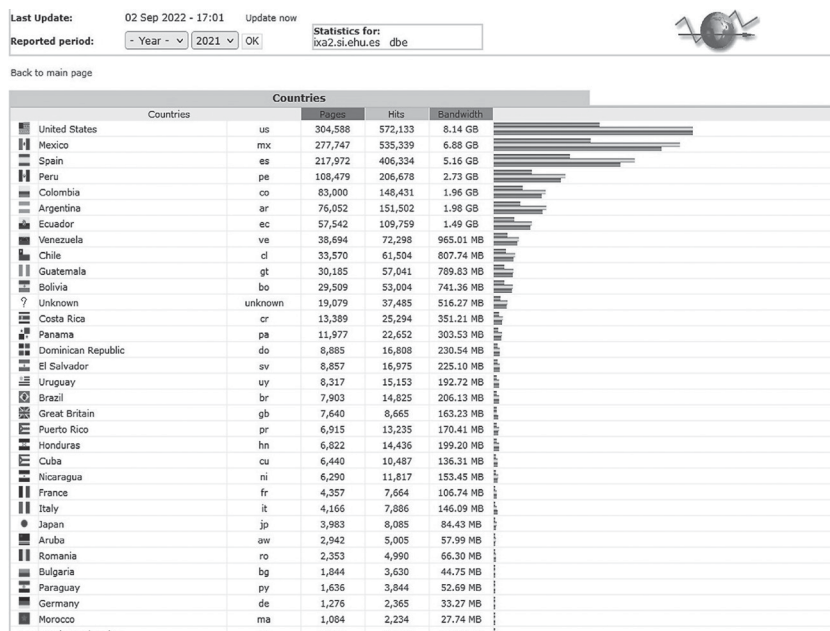 Last Update: 02 Sep 2022 - 17:01 Update now
Reported period: - Year - 2021 OK
Statistics for:
ixa2.si.ehu.es dbe
Back to main page
Countries
Countries Pages Hits Bandwidth
United States us 304,588 572,133 8.14 GB
Mexico mx 277,747 535,339 6.88 GB
Spain es 217,972 406,334 5.16 GB
Peru pe 108,479 206,678 2.73 GB
Colombia co 83,000 148,431 1.96 GB
Argentina ar 76,052 151,502 1.98 GB
Ecuador ec 57,542 109,759 1.49 GB
Venezuela ve 38,694 72,298 965.01 MB
Chile cl 33,570 61,504 807.74 MB
Guatemala gt 30,185 57,041 789.83 MB
Bolivia bo 29,509 53,004 741.36 MB
? Unknown unknown 19,079 37,485 516.27 MB
Costa Rica cr 13,389 25,294 351.21 MB
Panama pa 11,977 22,652 303.53 MB
Dominican Republic do 8,885 16,808 230.54 MB
El Salvador sv 8,857 16,975 225.10 MB
Uruguay uy 8,317 15,153 192.72 MB
Brazil br 7,903 14,825 206.13 MB
Great Britain gb 7,640 8,665 163.23 MB
Puerto Rico pr 6,915 13,235 170.41 MB
Honduras hn 6,822 14,436 199.20 MB
Cuba cu 6,440 10,487 136.31 MB
Nicaragua ni 6,290 11,817 153.45 MB
France fr 4,357 7,664 106.74 MB
Italy it 4,166 7,886 146.09 MB
Japan jp 3,983 8,085 84.43 MB
Aruba aw 2,942 5,005 57.99 MB
Romania ro 2,353 4,990 66.30 MB
Bulgaria bg 1,844 3,630 44.75 MB
Paraguay py 1,636 3,844 52.69 MB
Germany de 1,276 2,365 33.27 MB
Morocco ma 1,084 2,234 27.74 MB